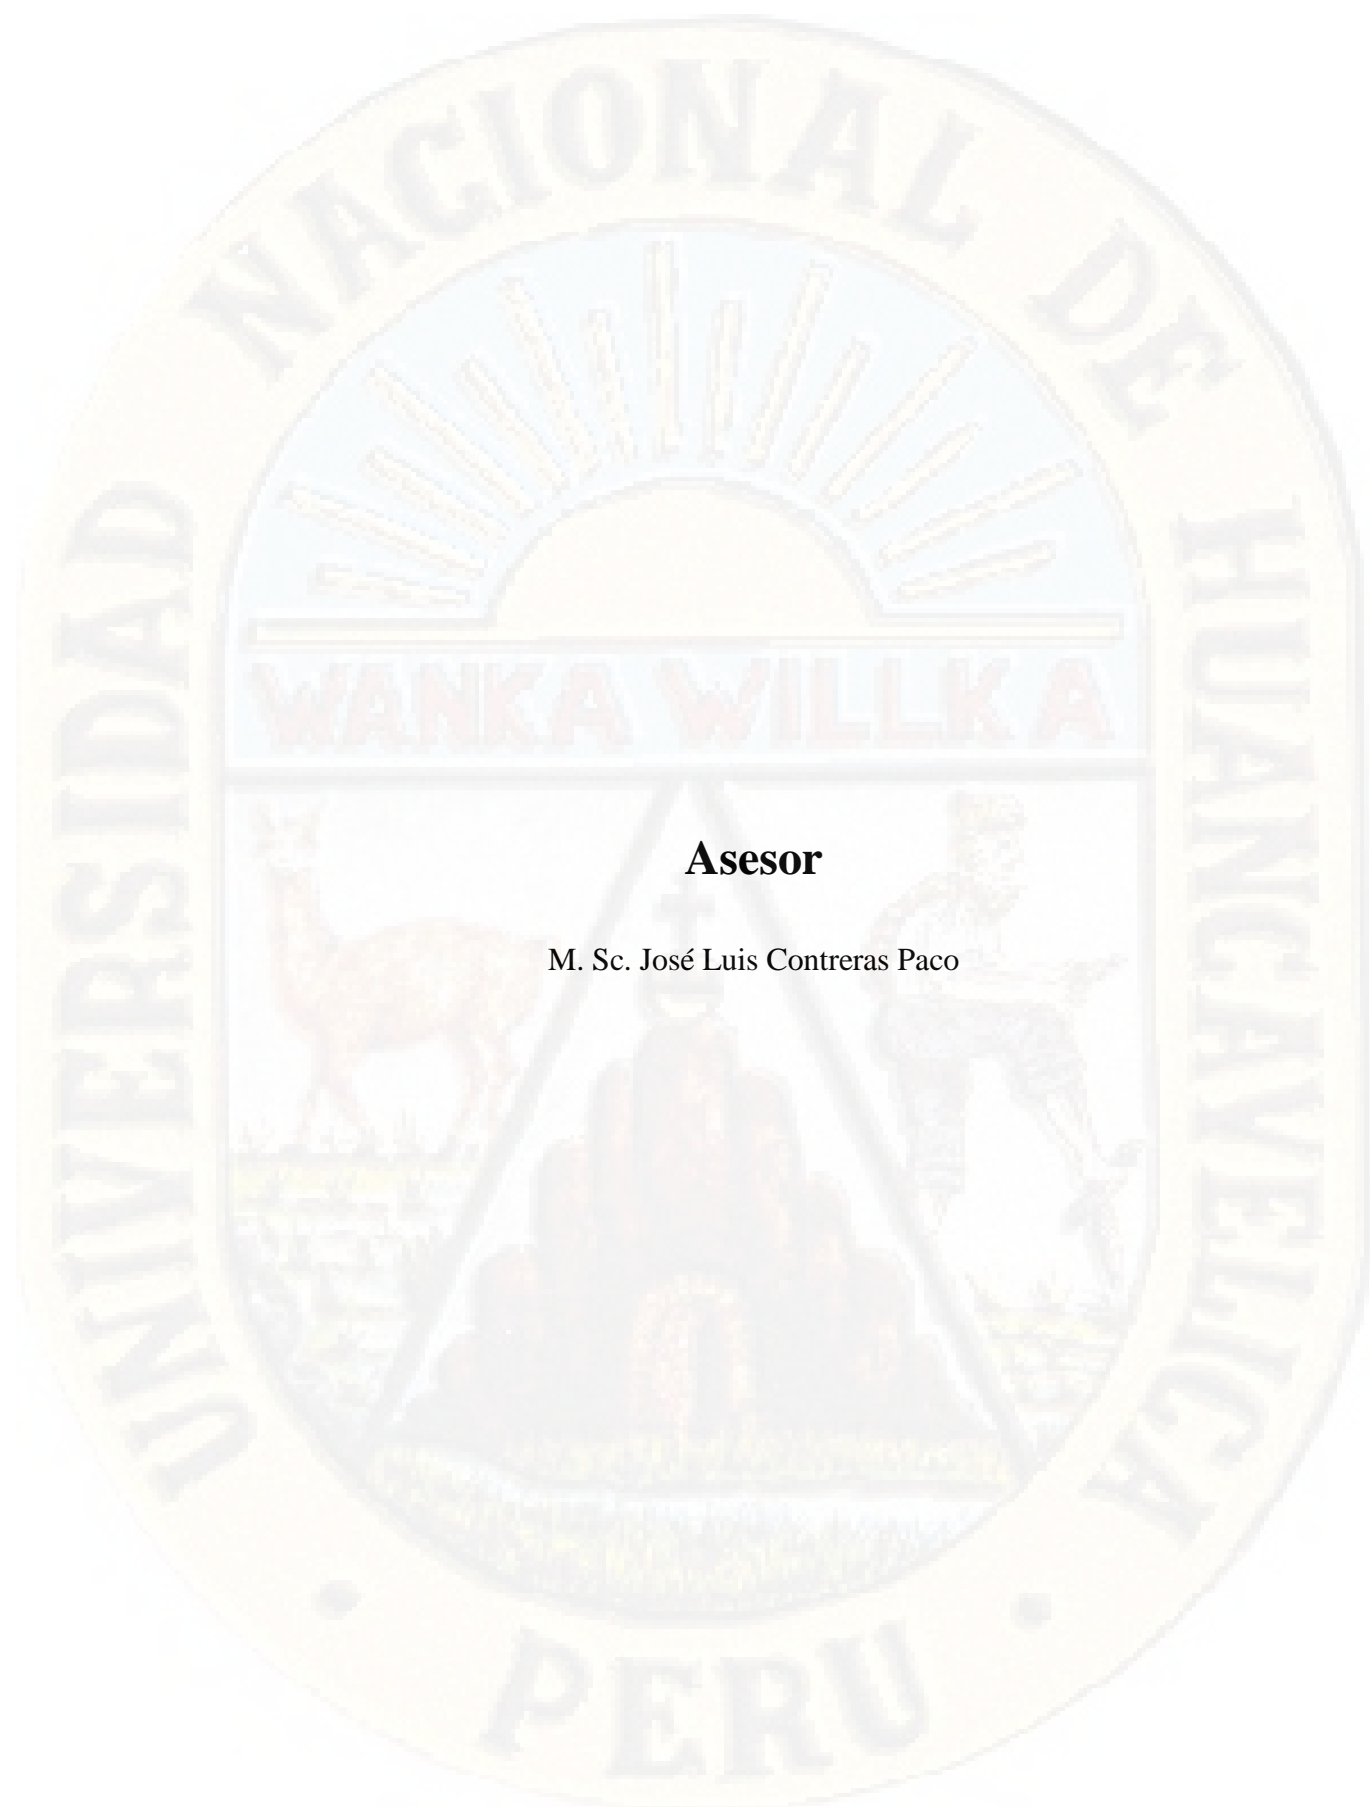 UNIVERSIDAD NACIONAL DE HUANCAVELICA
WANKA WILLKA
Asesor
M. Sc. José Luis Contreras Paco
PERU